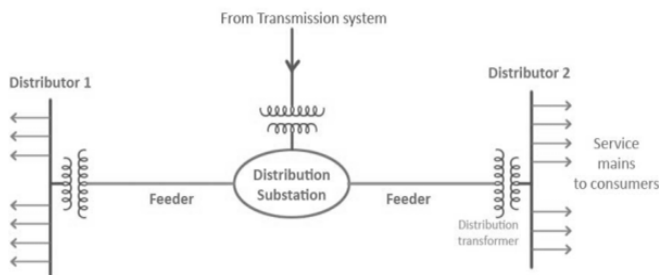 From Transmission system
Distributor 1
Distributor 2
Distribution
Substation
Service
mains
to consumers
Feeder
Feeder
Distribution
transformer